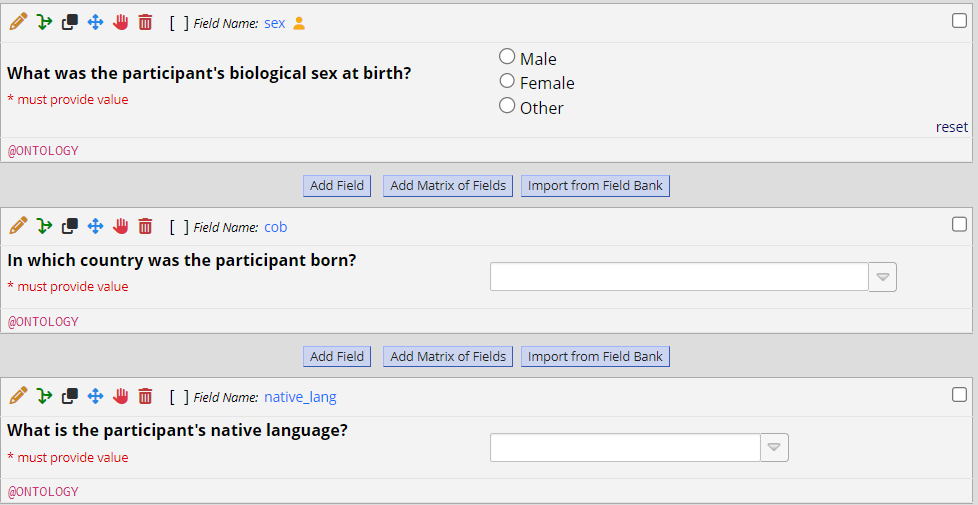 [ ] Field Name: sex
What was the participant's biological sex at birth?
* must provide value
Male
Female
Other
reset
@ONTOLOGY
Add Field Add Matrix of Fields Import from Field Bank
[ ] Field Name: cob
In which country was the participant born?
* must provide value
@ONTOLOGY
Add Field Add Matrix of Fields Import from Field Bank
[ ] Field Name: native_lang
What is the participant's native language?
* must provide value
@ONTOLOGY